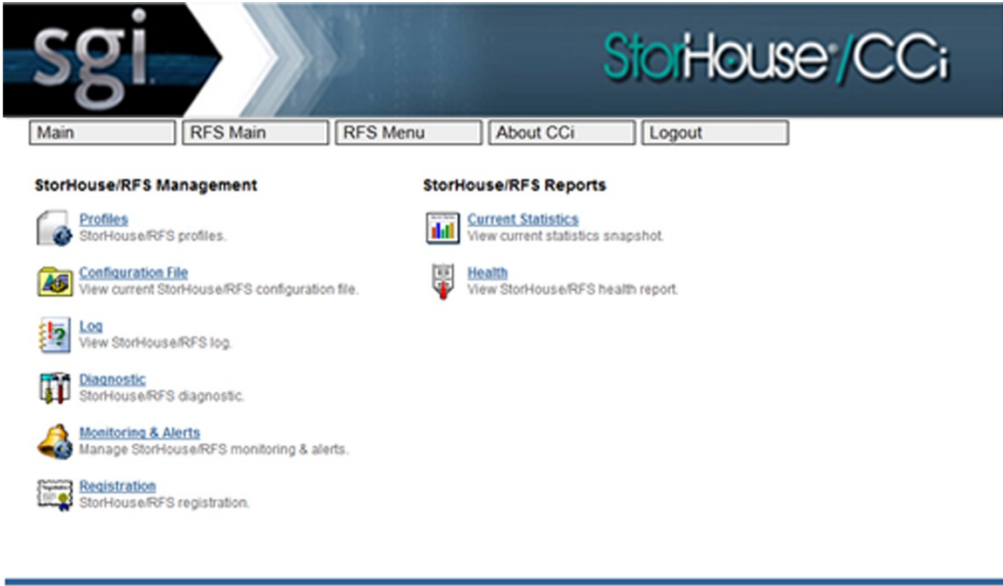 sgi
StorHouse®/CCi
Main RFS Main RFS Menu About CCi Logout
StorHouse/RFS Management
Profiles
StorHouse/RFS profiles.
Configuration File
View current StorHouse/RFS configuration file.
Log
View StorHouse/RFS log.
Diagnostic
StorHouse/RFS diagnostic.
Monitoring & Alerts
Manage StorHouse/RFS monitoring & alerts.
Registration
StorHouse/RFS registration.
StorHouse/RFS Reports
Current Statistics
View current statistics snapshot.
Health
View StorHouse/RFS health report.